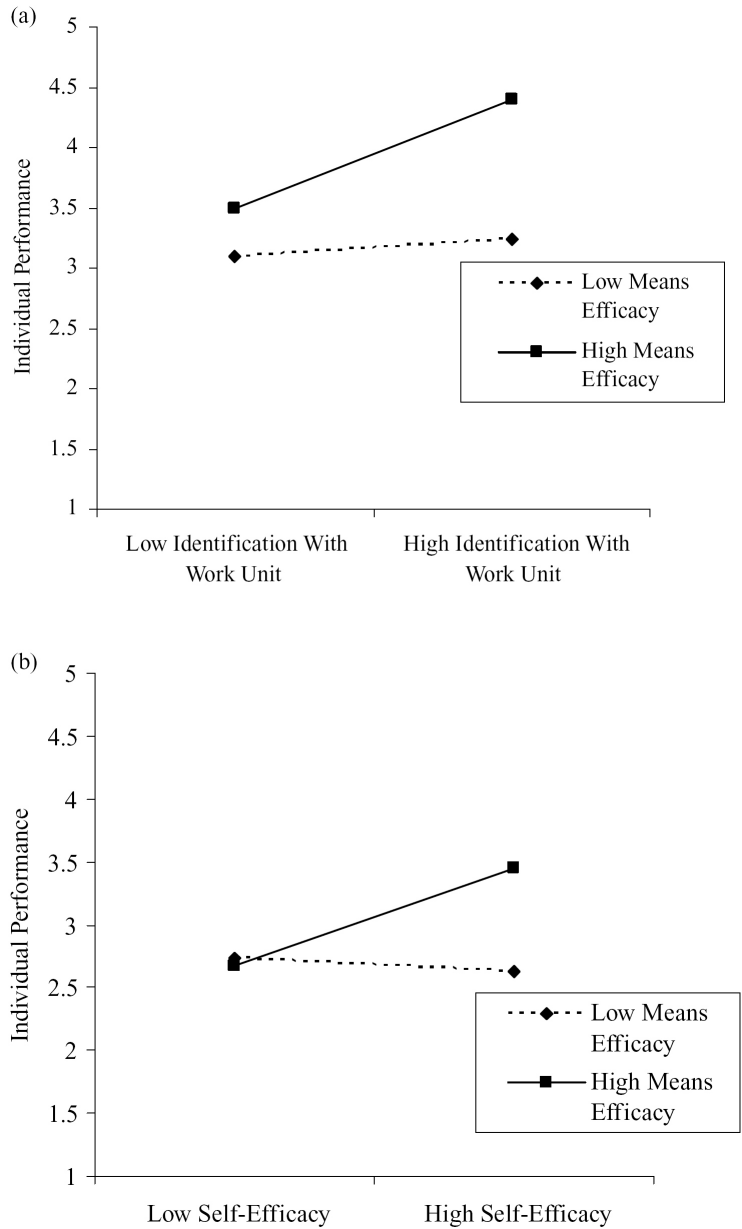 (a)
5
4.5
4
3.5
3
2.5
2
1.5
1
Individual Performance
Low Means
Efficacy
High Means
Efficacy
Low Identification With
Work Unit
High Identification With
Work Unit
(b)
5
4.5
4
3.5
3
2.5
2
1.5
1
Individual Performance
Low Means
Efficacy
High Means
Efficacy
Low Self-Efficacy
High Self-Efficacy